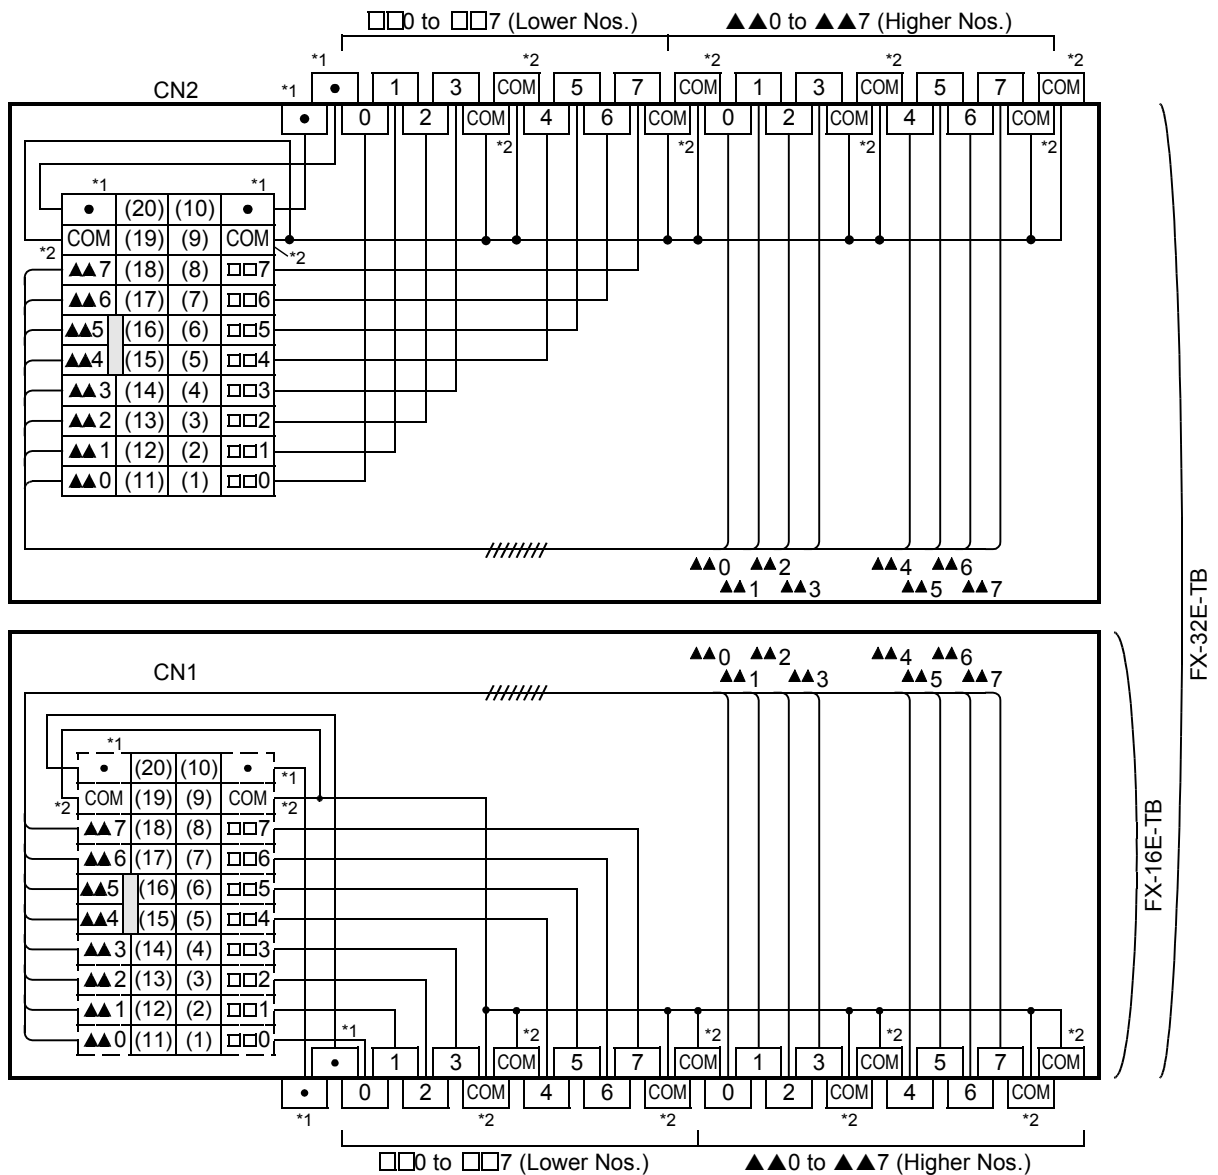 □□0 to □□7 (Lower Nos.) ▲▲0 to ▲▲7 (Higher Nos.)
*1 *2 *2 *2 *2
CN2 *1 • 1 3 COM 5 7 COM 1 3 COM 5 7 COM
• 0 2 COM 4 6 COM 0 2 COM 4 6 COM
*2 *2 *2 *2
*1 *1
• (20) (10) •
COM (19) (9) COM
*2 *2
▲▲7 (18) (8) □□7
▲▲6 (17) (7) □□6
▲▲5 (16) (6) □□5
▲▲4 (15) (5) □□4
▲▲3 (14) (4) □□3
▲▲2 (13) (3) □□2
▲▲1 (12) (2) □□1
▲▲0 (11) (1) □□0
▲▲0 ▲▲2 ▲▲4 ▲▲6
▲▲1 ▲▲3 ▲▲5 ▲▲7
FX-32E-TB
CN1
▲▲0 ▲▲2 ▲▲4 ▲▲6
▲▲1 ▲▲3 ▲▲5 ▲▲7
*1
• (20) (10) •
*1
COM (19) (9) COM
*2 *2
▲▲7 (18) (8) □□7
▲▲6 (17) (7) □□6
▲▲5 (16) (6) □□5
▲▲4 (15) (5) □□4
▲▲3 (14) (4) □□3
▲▲2 (13) (3) □□2
▲▲1 (12) (2) □□1
▲▲0 (11) (1) □□0
FX-16E-TB
*1 *2 *2 *2 *2
• 1 3 COM 5 7 COM 1 3 COM 5 7 COM
• 0 2 COM 4 6 COM 0 2 COM 4 6 COM
*1 *2 *2 *2 *2
□□0 to □□7 (Lower Nos.) ▲▲0 to ▲▲7 (Higher Nos.)